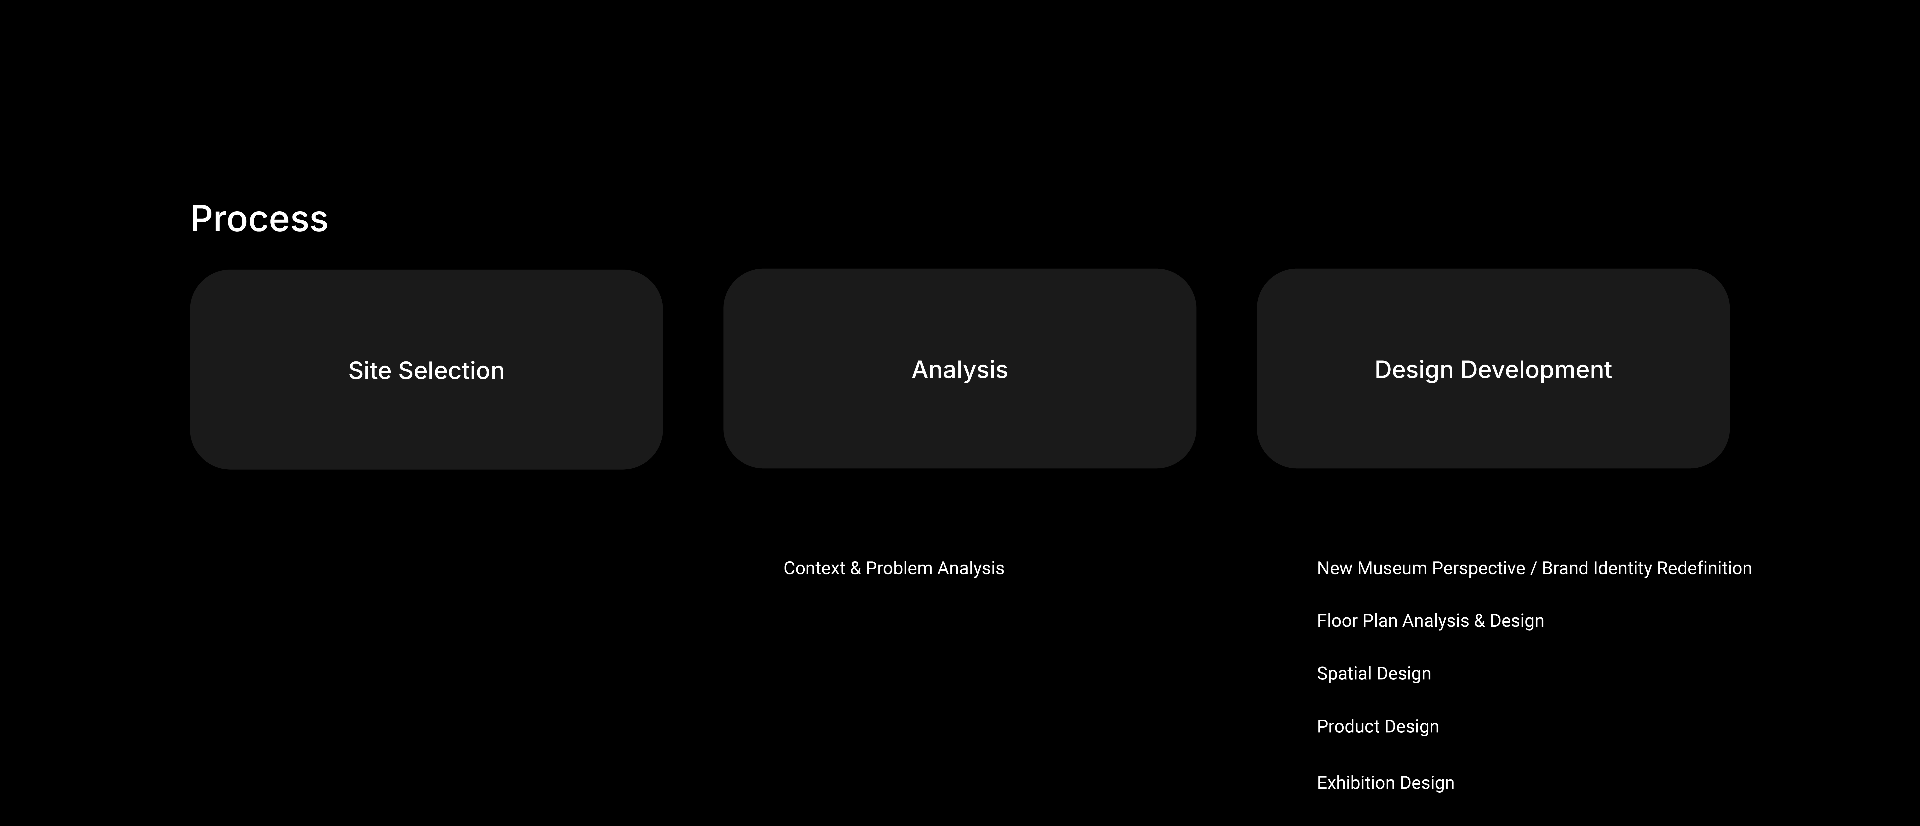 Process
Site Selection
Analysis
Design Development
Context & Problem Analysis
New Museum Perspective / Brand Identity Redefinition
Floor Plan Analysis & Design
Spatial Design
Product Design
Exhibition Design